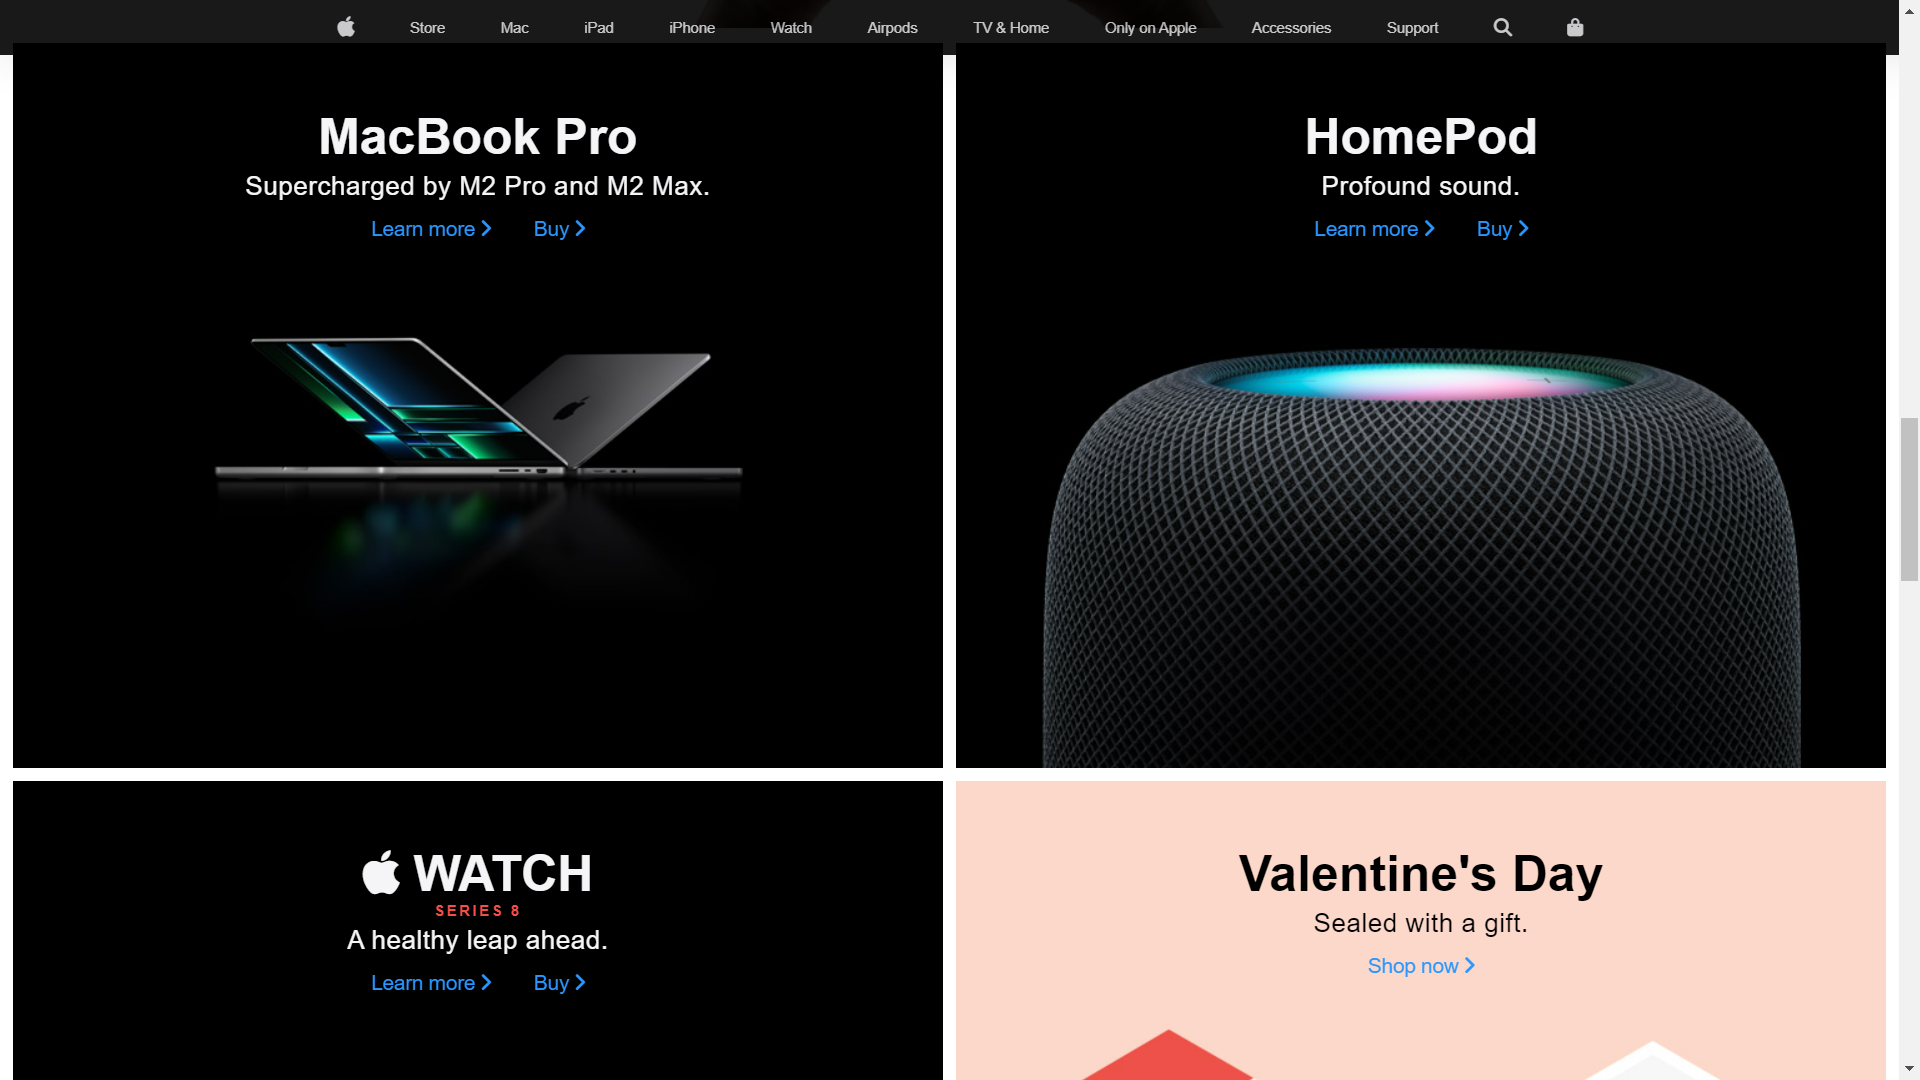 Store Mac iPad iPhone Watch Airpods TV & Home Only on Apple Accessories Support
MacBook Pro
Supercharged by M2 Pro and M2 Max.
Learn more Buy
HomePod
Profound sound.
Learn more Buy
WATCH
SERIES 8
A healthy leap ahead.
Learn more Buy
Valentine's Day
Sealed with a gift.
Shop now